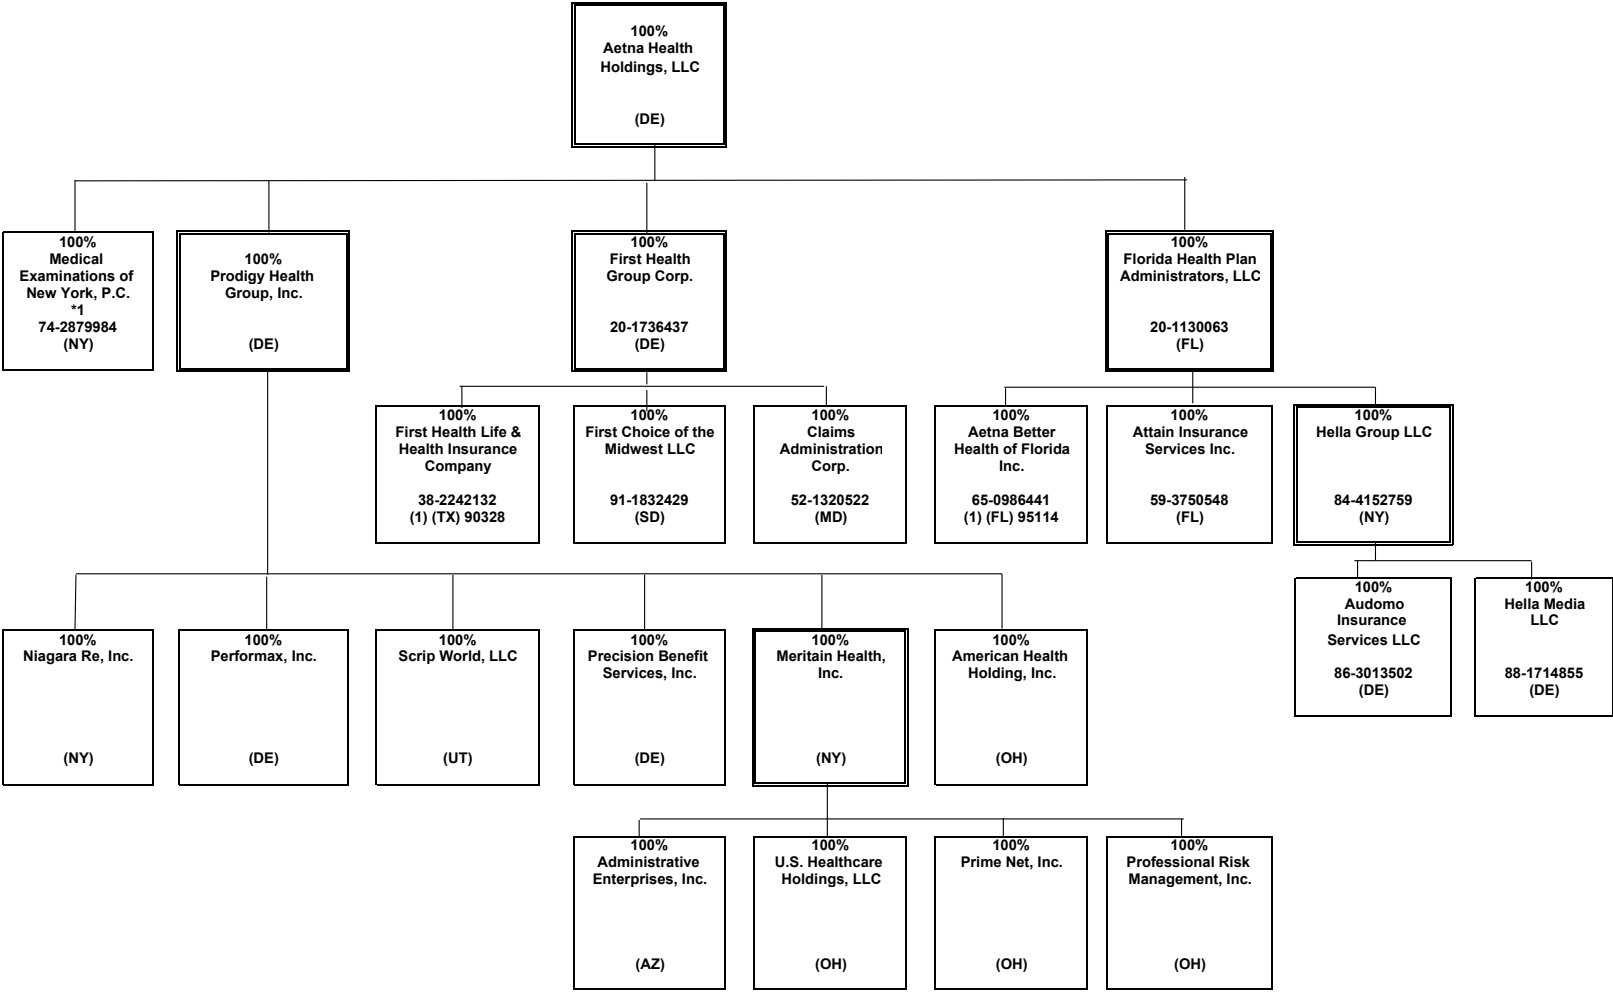 100%
Aetna Health
Holdings, LLC
(DE)
100%
Medical
Examinations of
New York, P.C.
*1
74-2879984
(NY)
100%
Prodigy Health
Group, Inc.
(DE)
100%
First Health
Group Corp.
20-1736437
(DE)
100%
Florida Health Plan
Administrators, LLC
20-1130063
(FL)
100%
First Health Life &
Health Insurance
Company
38-2242132
(1) (TX) 90328
100%
First Choice of the
Midwest LLC
91-1832429
(SD)
100%
Claims
Administration
Corp.
52-1320522
(MD)
100%
Aetna Better
Health of Florida
Inc.
65-0986441
(1) (FL) 95114
100%
Attain Insurance
Services Inc.
59-3750548
(FL)
100%
Hella Group LLC
84-4152759
(NY)
100%
Audomo
Insurance
Services LLC
86-3013502
(DE)
100%
Hella Media
LLC
88-1714855
(DE)
100%
Niagara Re, Inc.
(NY)
100%
Performax, Inc.
(DE)
100%
Scrip World, LLC
(UT)
100%
Precision Benefit
Services, Inc.
(DE)
100%
Meritain Health,
Inc.
(NY)
100%
American Health
Holding, Inc.
(OH)
100%
Administrative
Enterprises, Inc.
(AZ)
100%
U.S. Healthcare
Holdings, LLC
(OH)
100%
Prime Net, Inc.
(OH)
100%
Professional Risk
Management, Inc.
(OH)